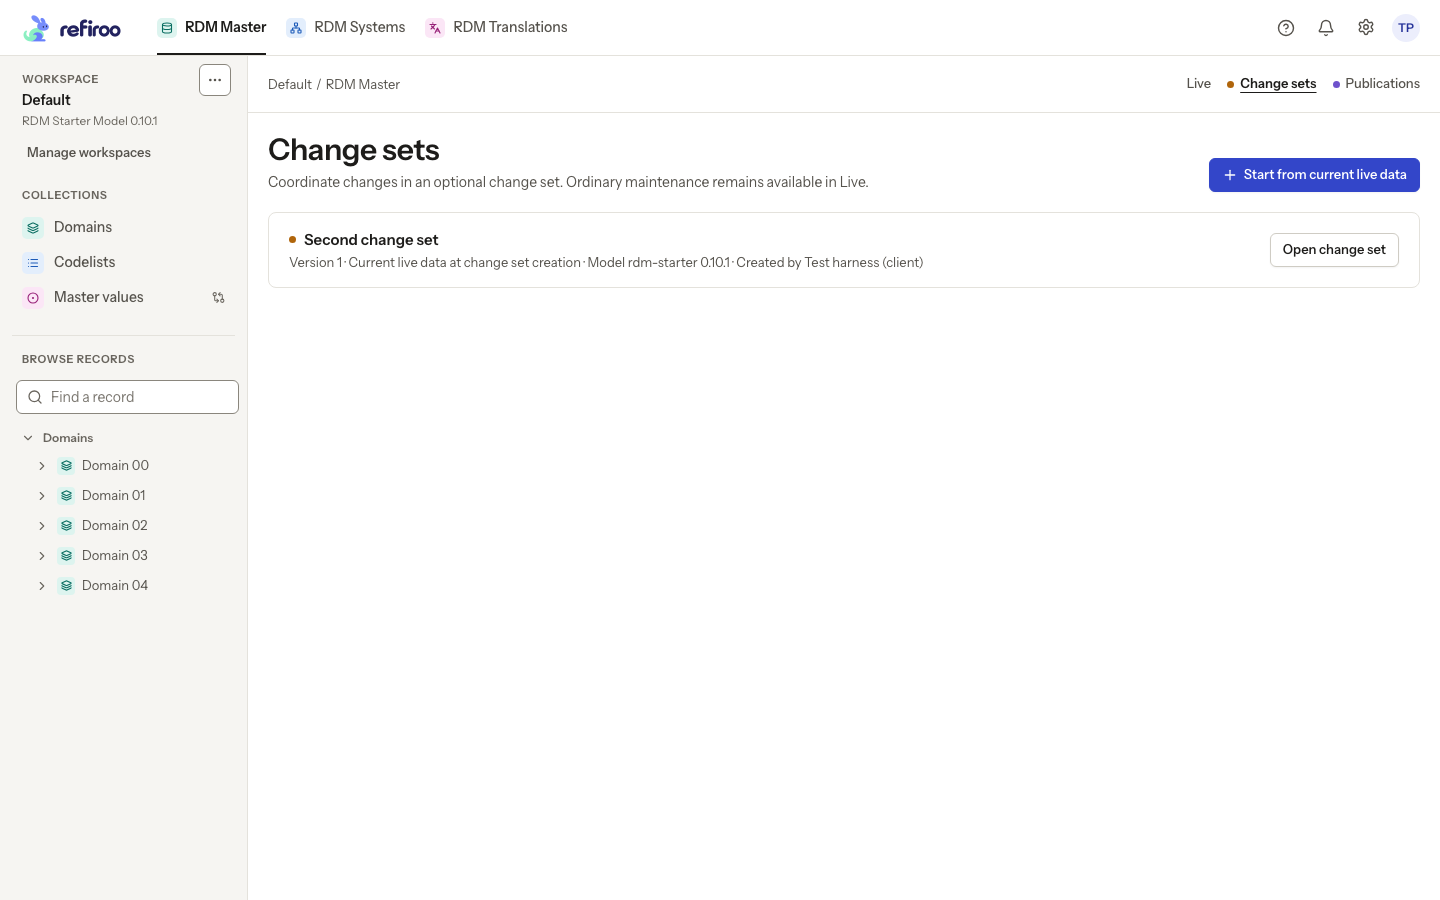 refiroo
RDM Master
RDM Systems
RDM Translations
TP
WORKSPACE
Default
RDM Starter Model 0.10.1
Manage workspaces
COLLECTIONS
Domains
Codelists
Master values
BROWSE RECORDS
Find a record
Domains
Domain 00
Domain 01
Domain 02
Domain 03
Domain 04
Default / RDM Master
Live
Change sets
Publications
Change sets
Coordinate changes in an optional change set. Ordinary maintenance remains available in Live.
Start from current live data
Second change set
Version 1 · Current live data at change set creation · Model rdm-starter 0.10.1 · Created by Test harness (client)
Open change set